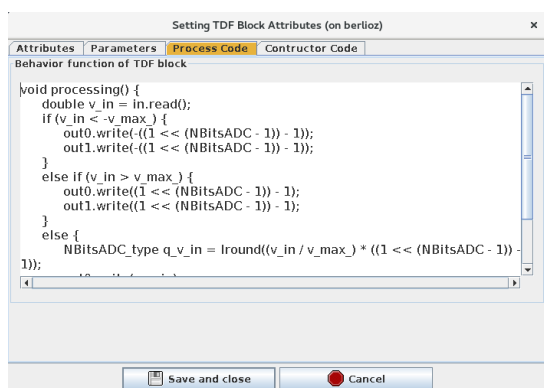 Setting TDF Block Attributes (on berlioz)
Attributes Parameters Process Code Contructor Code
Behavior function of TDF block
void processing() {
double v_in = in.read();
if (v_in < -v_max_) {
out0.write(-((1 << (NBitsADC - 1)) - 1));
out1.write(-((1 << (NBitsADC - 1)) - 1));
}
else if (v_in > v_max_) {
out0.write((1 << (NBitsADC - 1)) - 1);
out1.write((1 << (NBitsADC - 1)) - 1);
}
else {
NBitsADC_type q_v_in = lround((v_in / v_max_) * ((1 << (NBitsADC - 1)) -
1));
Save and close Cancel